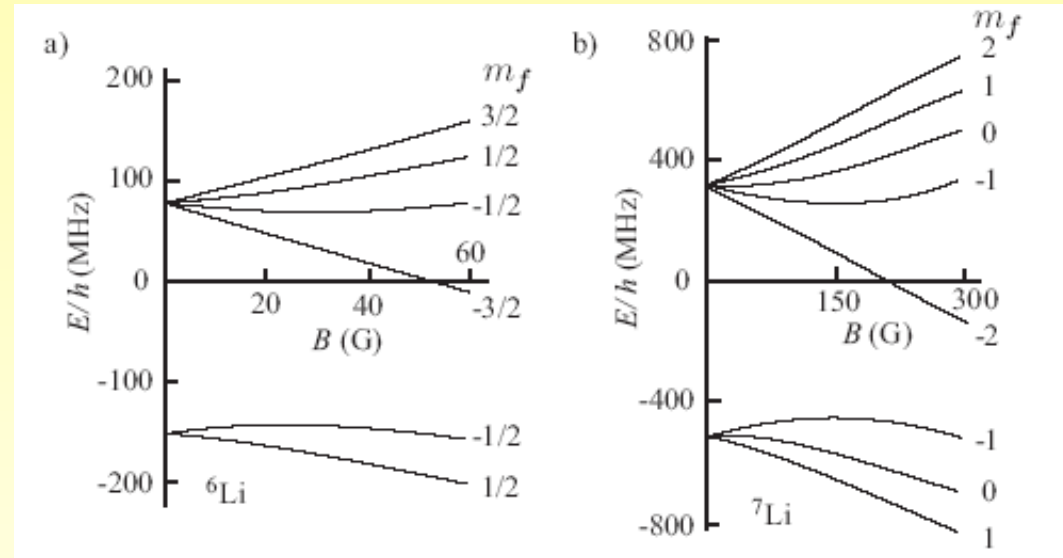 a)
200
100
0
-100
-200
E/h (MHz)
m_f
3/2
1/2
-1/2
60
-3/2
20
40
B (G)
-1/2
1/2
⁶Li
b)
800
400
0
-400
-800
E/h (MHz)
m_f
2
1
0
-1
150
300
B (G)
-2
-1
0
1
⁷Li